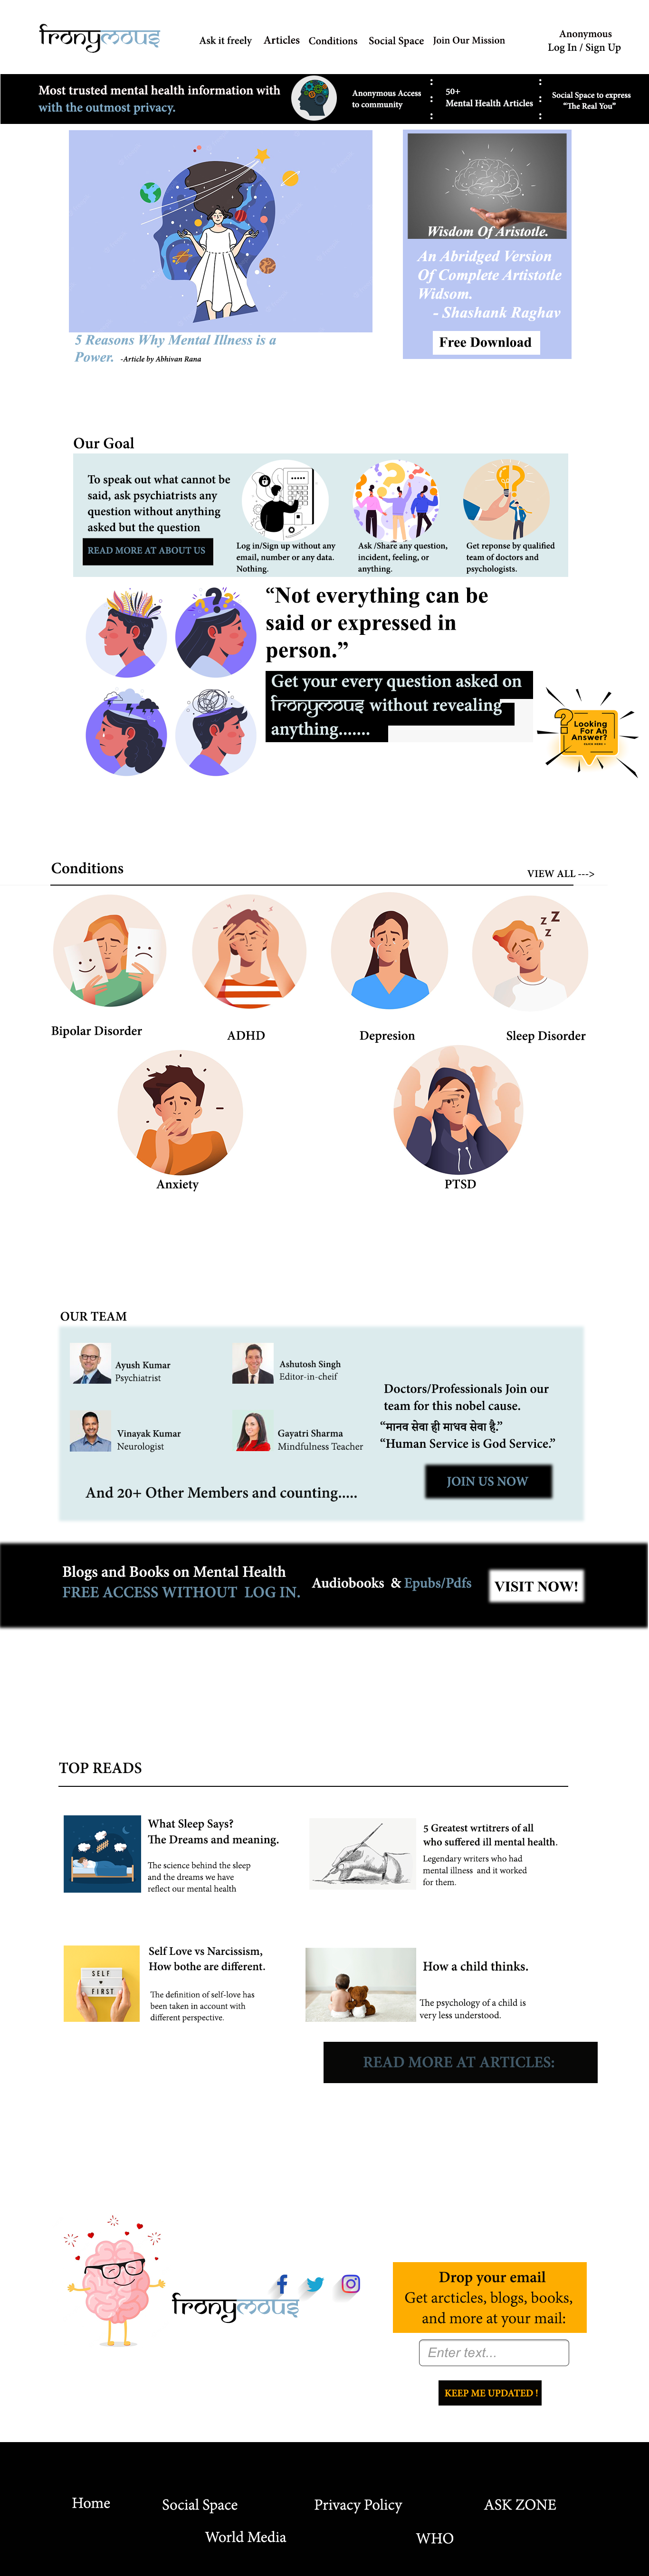 fronymous
Ask it freely Articles Conditions Social Space Join Our Mission
Anonymous
Log In / Sign Up
Most trusted mental health information with
with the outmost privacy.
Anonymous Access
to community
50+
Mental Health Articles
Social Space to express
“The Real You”
5 Reasons Why Mental Illness is a
Power. -Article by Abhivan Rana
Wisdom Of Aristotle.
An Abridged Version
Of Complete Artistotle
Widsom.
- Shashank Raghav
Free Download
Our Goal
To speak out what cannot be
said, ask psychiatrists any
question without anything
asked but the question
READ MORE AT ABOUT US
Log in/Sign up without any
email, number or any data.
Nothing.
Ask /Share any question,
incident, feeling, or
anything.
Get reponse by qualified
team of doctors and
psychologists.
“Not everything can be
said or expressed in
person.”
Get your every question asked on
fronymous without revealing
anything.......
Looking
For An
Answer?
Conditions
VIEW ALL --->
Bipolar Disorder
ADHD
Depresion
Z Z
Z
Sleep Disorder
Anxiety
PTSD
OUR TEAM
Ayush Kumar
Psychiatrist
Ashutosh Singh
Editor-in-cheif
Vinayak Kumar
Neurologist
Gayatri Sharma
Mindfulness Teacher
And 20+ Other Members and counting.....
Doctors/Professionals Join our
team for this nobel cause.
“मानव सेवा ही माधव सेवा है.”
“Human Service is God Service.”
JOIN US NOW
Blogs and Books on Mental Health
FREE ACCESS WITHOUT LOG IN.
Audiobooks & Epubs/Pdfs
VISIT NOW!
TOP READS
What Sleep Says?
The Dreams and meaning.
The science behind the sleep
and the dreams we have
reflect our mental health
5 Greatest wrtitrers of all
who suffered ill mental health.
Legendary writers who had
mental illness and it worked
for them.
SELF
FIRST
Self Love vs Narcissism,
How bothe are different.
The definition of self-love has
been taken in account with
different perspective.
How a child thinks.
The psychology of a child is
very less understood.
READ MORE AT ARTICLES:
fronymous
Drop your email
Get arcticles, blogs, books,
and more at your mail:
Enter text...
KEEP ME UPDATED !
Home Social Space Privacy Policy ASK ZONE
World Media WHO